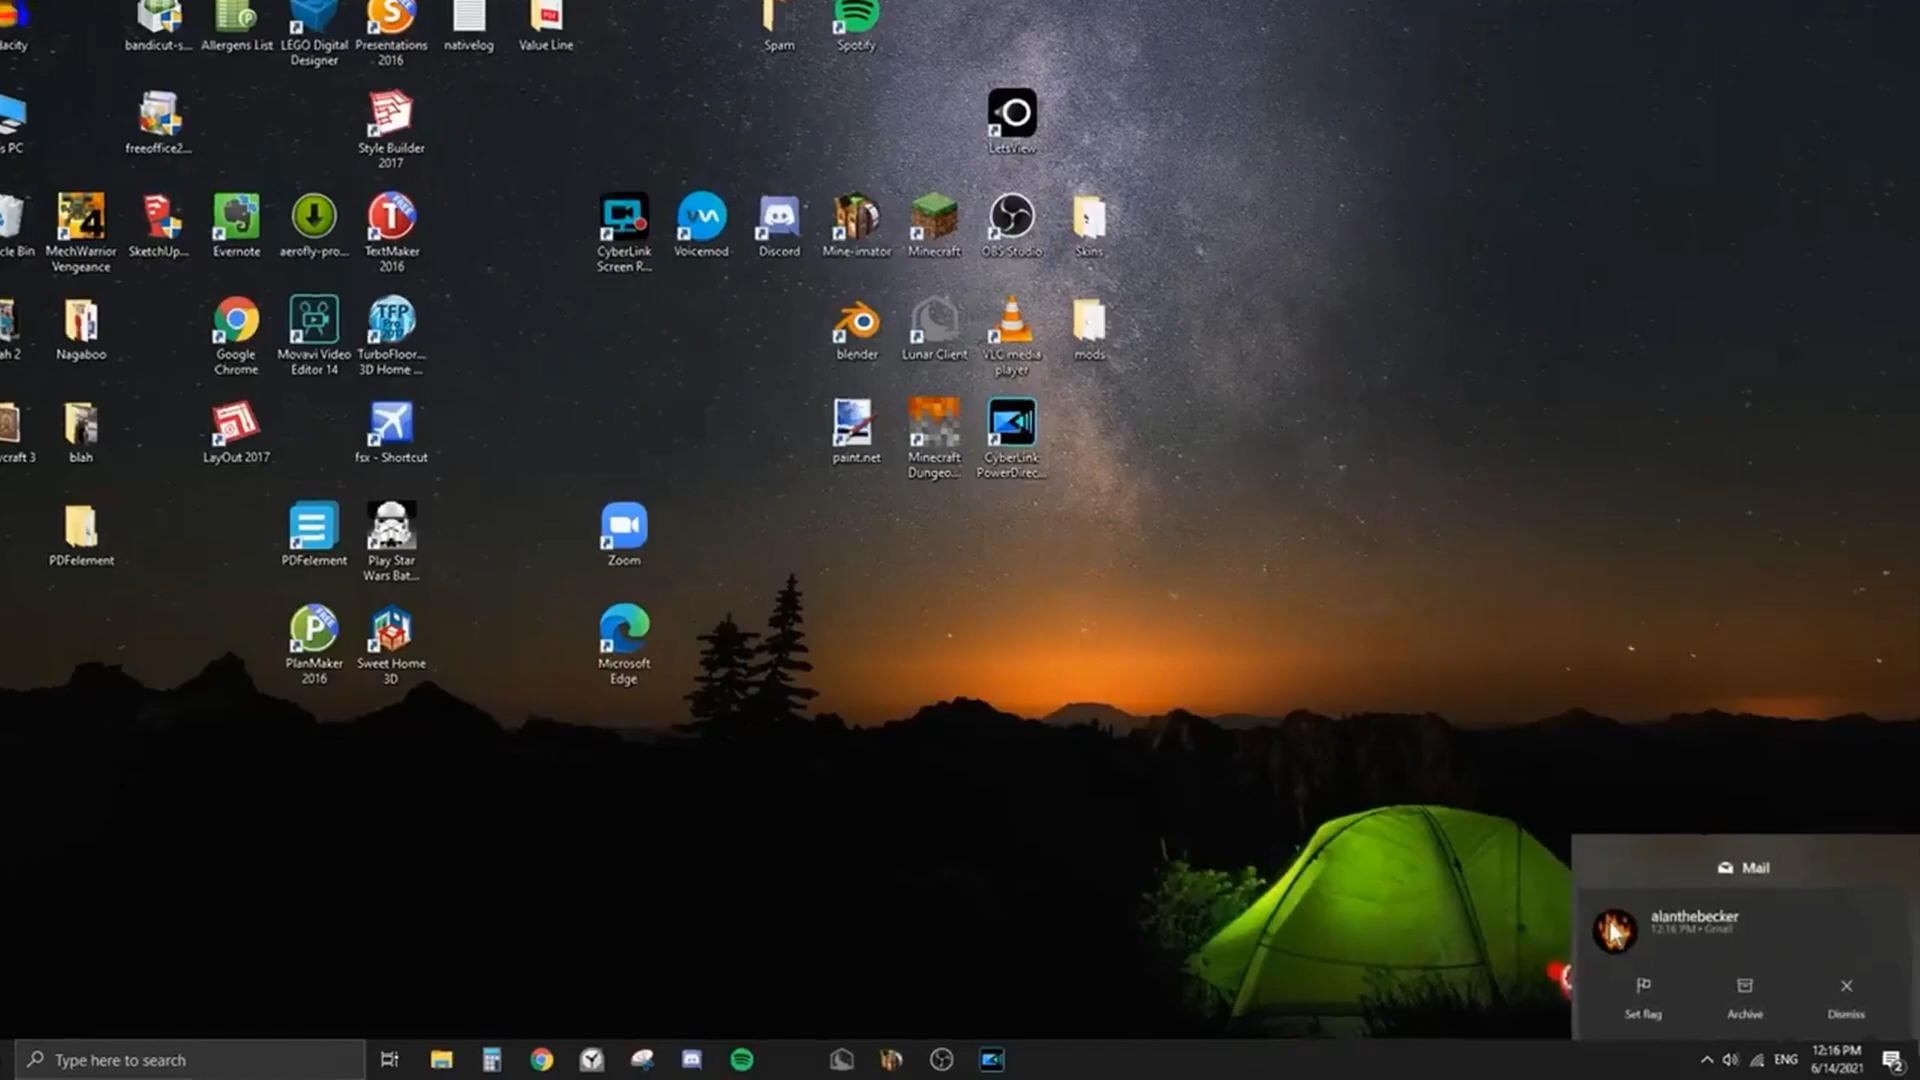 dacity
bandicut-s...
Allergens List
LEGO Digital
Designer
Presentations
2016
nativelog
Value Line
Spam
Spotify
s PC
freeoffice2...
Style Builder
2017
LetsView
cle Bin
MechWarrior
Vengeance
SketchUp...
Evernote
aerofly-pro...
TextMaker
2016
CyberLink
Screen R...
Voicemod
Discord
Mine-imator
Minecraft
OBS Studio
Skins
ah 2
Nagaboo
Google
Chrome
Movavi Video
Editor 14
TurboFloor...
3D Home ...
blender
Lunar Client
VLC media
player
mods
ycraft 3
blah
LayOut 2017
fsx - Shortcut
paint.net
Minecraft
Dungeo...
CyberLink
PowerDirec...
PDFelement
PDFelement
Play Star
Wars Bat...
Zoom
PlanMaker
2016
Sweet Home
3D
Microsoft
Edge
Mail
alanthebecker
12:16 PM • Gmail
Set flag
Archive
Dismiss
Type here to search
ENG
12:16 PM
6/14/2021
2